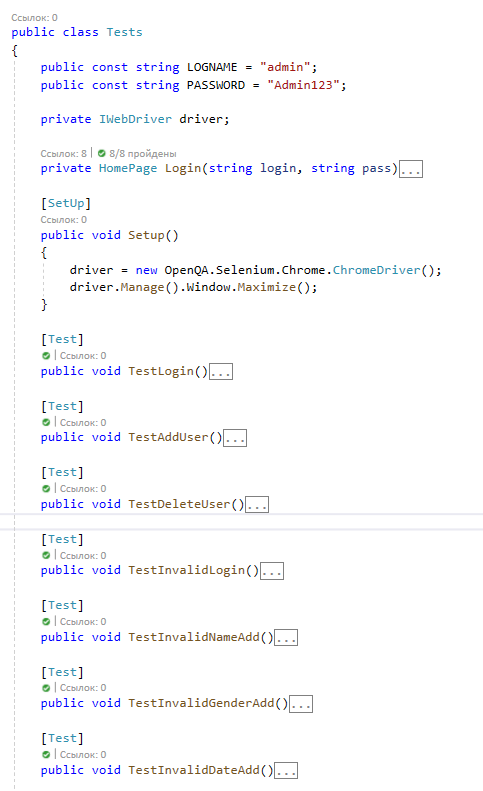 Ссылок: 0
public class Tests
{
public const string LOGNAME = "admin";
public const string PASSWORD = "Admin123";
private IWebDriver driver;
Ссылок: 8 | 8/8 пройдены
private HomePage Login(string login, string pass)...
[SetUp]
Ссылок: 0
public void Setup()
{
driver = new OpenQA.Selenium.Chrome.ChromeDriver();
driver.Manage().Window.Maximize();
}
[Test]
| Ссылок: 0
public void TestLogin()...
[Test]
| Ссылок: 0
public void TestAddUser()...
[Test]
| Ссылок: 0
public void TestDeleteUser()...
[Test]
| Ссылок: 0
public void TestInvalidLogin()...
[Test]
| Ссылок: 0
public void TestInvalidNameAdd()...
[Test]
| Ссылок: 0
public void TestInvalidGenderAdd()...
[Test]
| Ссылок: 0
public void TestInvalidDateAdd()...